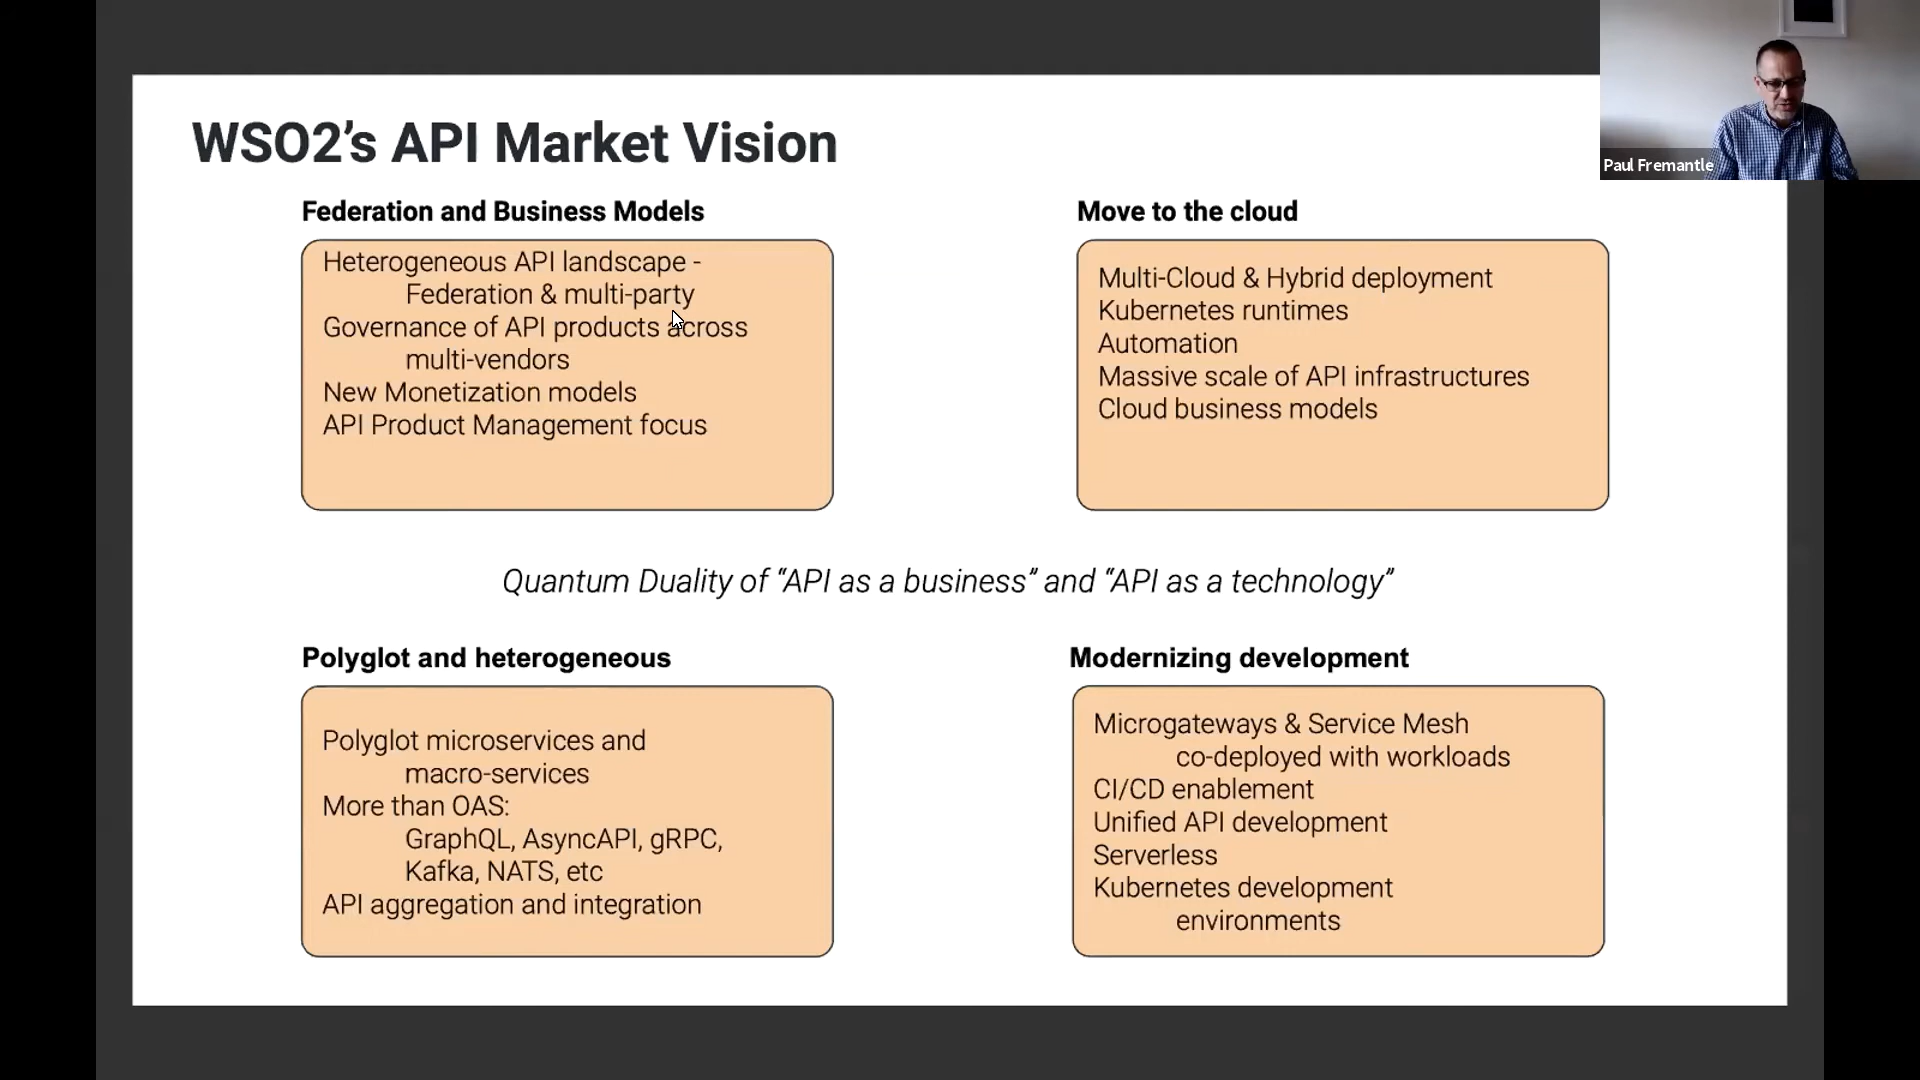 WSO2’s API Market Vision
Paul Fremantle
Federation and Business Models
Heterogeneous API landscape -
Federation & multi-party
Governance of API products across
multi-vendors
New Monetization models
API Product Management focus
Move to the cloud
Multi-Cloud & Hybrid deployment
Kubernetes runtimes
Automation
Massive scale of API infrastructures
Cloud business models
Quantum Duality of “API as a business” and “API as a technology”
Polyglot and heterogeneous
Polyglot microservices and
macro-services
More than OAS:
GraphQL, AsyncAPI, gRPC,
Kafka, NATS, etc
API aggregation and integration
Modernizing development
Microgateways & Service Mesh
co-deployed with workloads
CI/CD enablement
Unified API development
Serverless
Kubernetes development
environments